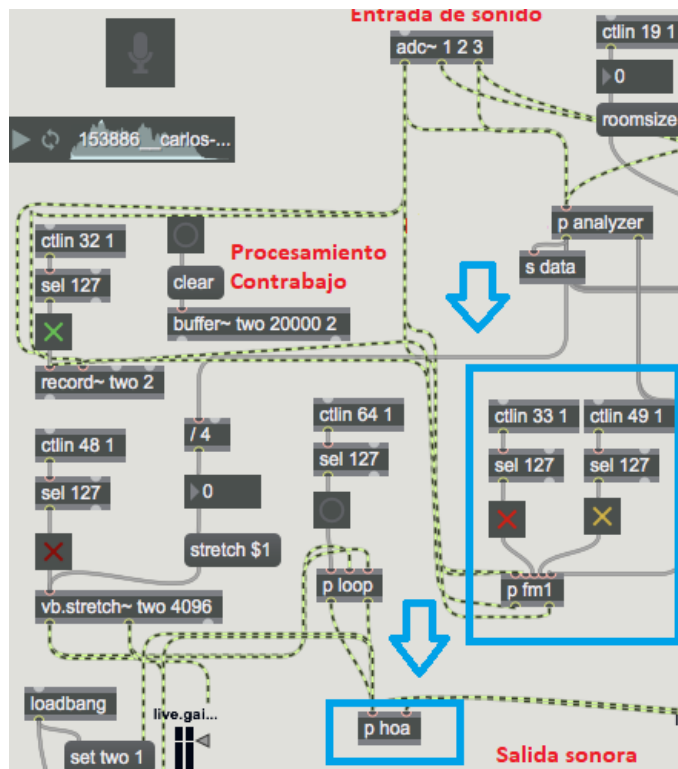 Entrada de sonido
adc~ 1 2 3
ctlin 19 1
0
153886__carlos-...
roomsize
p analyzer
ctlin 32 1
Procesamiento
Contrabajo
s data
sel 127
clear
buffer~ two 20000 2
record~ two 2
ctlin 64 1
ctlin 33 1
ctlin 49 1
/ 4
ctlin 48 1
sel 127
sel 127
sel 127
sel 127
0
stretch $1
p loop
p fm1
vb.stretch~ two 4096
loadbang
live.gai...
p hoa
set two 1
Salida sonora